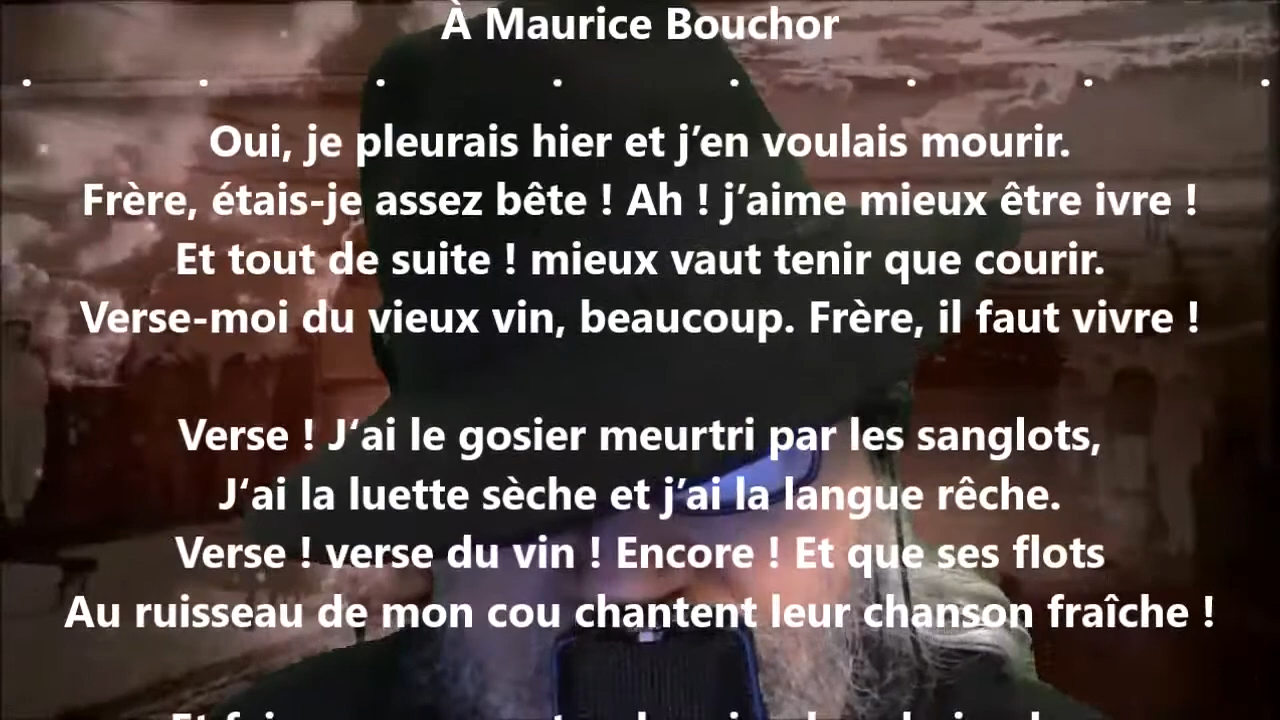 À Maurice Bouchor
. . . . . . . .
Oui, je pleurais hier et j’en voulais mourir.
Frère, étais-je assez bête ! Ah ! j’aime mieux être ivre !
Et tout de suite ! mieux vaut tenir que courir.
Verse-moi du vieux vin, beaucoup. Frère, il faut vivre !
Verse ! J‘ai le gosier meurtri par les sanglots,
J‘ai la luette sèche et j’ai la langue rêche.
Verse ! verse du vin ! Encore ! Et que ses flots
Au ruisseau de mon cou chantent leur chanson fraîche !